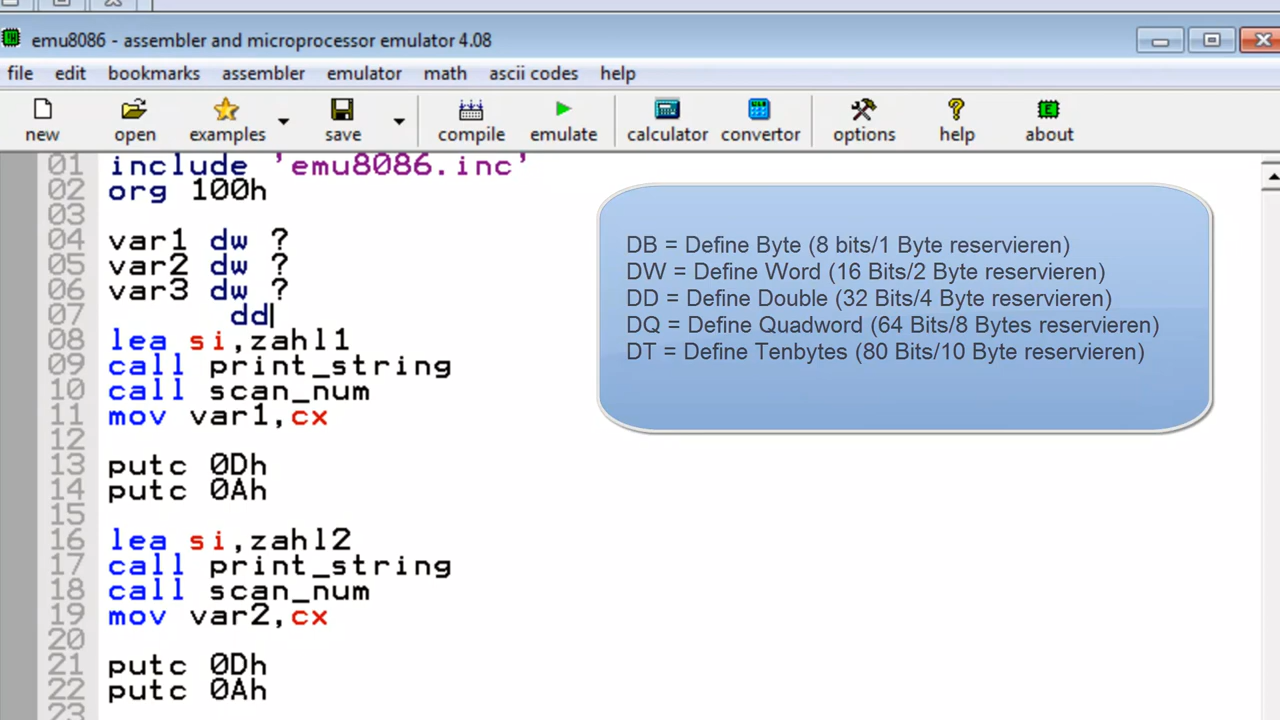 emu8086 - assembler and microprocessor emulator 4.08
file edit bookmarks assembler emulator math ascii codes help
new open examples save compile emulate calculator convertor options help about
01 include 'emu8086.inc'
02 org 100h
03
04 var1 dw ?
05 var2 dw ?
06 var3 dw ?
07 dd
08 lea si,zahl1
09 call print_string
10 call scan_num
11 mov var1,cx
12
13 putc 0Dh
14 putc 0Ah
15
16 lea si,zahl2
17 call print_string
18 call scan_num
19 mov var2,cx
20
21 putc 0Dh
22 putc 0Ah
23
DB = Define Byte (8 bits/1 Byte reservieren)
DW = Define Word (16 Bits/2 Byte reservieren)
DD = Define Double (32 Bits/4 Byte reservieren)
DQ = Define Quadword (64 Bits/8 Bytes reservieren)
DT = Define Tenbytes (80 Bits/10 Byte reservieren)